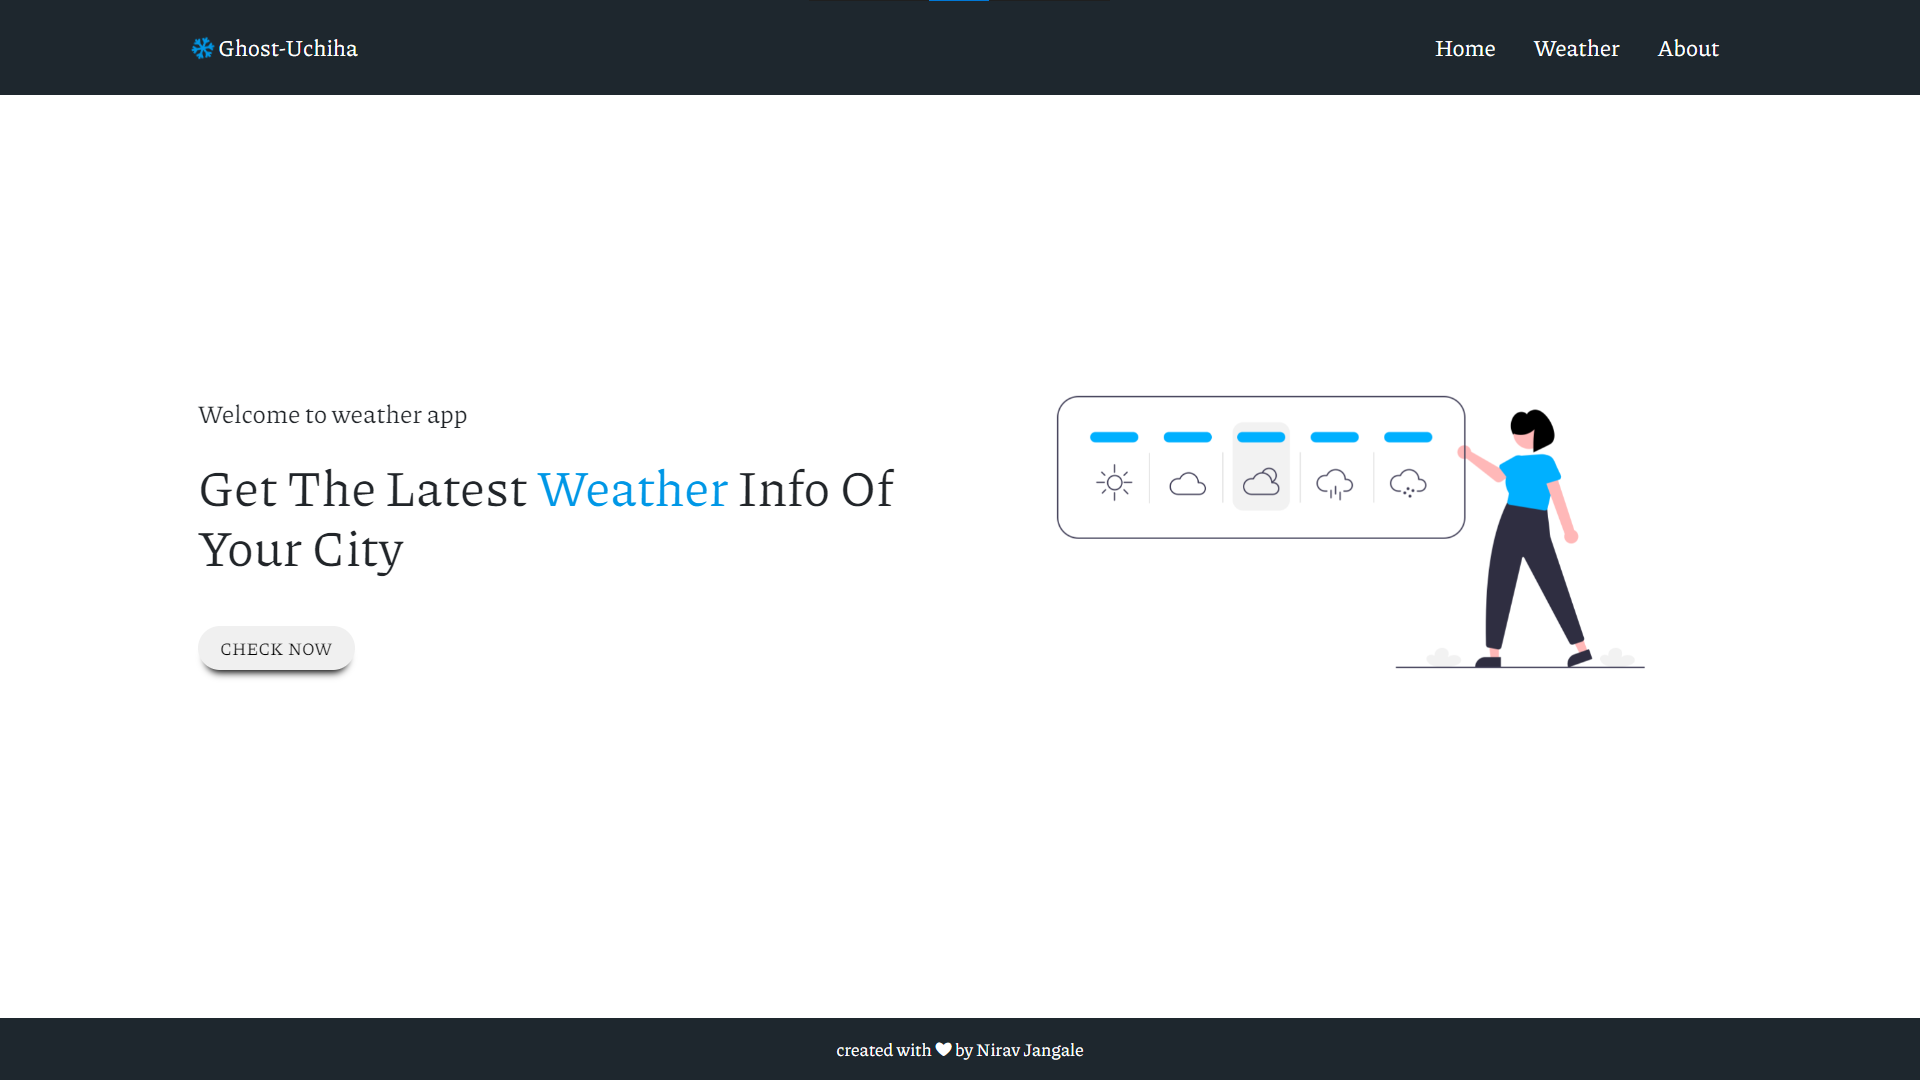 Ghost-Uchiha
Home Weather About
Welcome to weather app
Get The Latest Weather Info Of
Your City
CHECK NOW
created with ♥ by Nirav Jangale